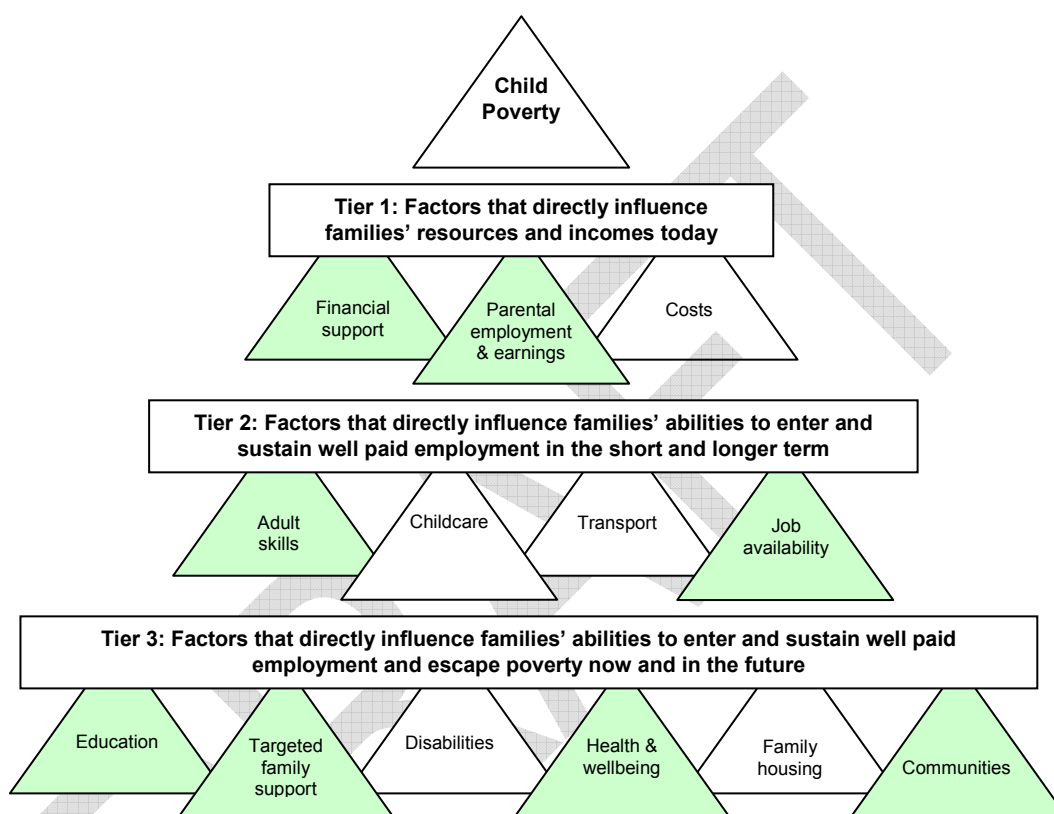 Child
Poverty
Tier 1: Factors that directly influence
families’ resources and incomes today
Financial
support
Parental
employment
& earnings
Costs
Tier 2: Factors that directly influence families’ abilities to enter and
sustain well paid employment in the short and longer term
Adult
skills
Childcare
Transport
Job
availability
Tier 3: Factors that directly influence families’ abilities to enter and sustain well paid
employment and escape poverty now and in the future
Education
Targeted
family
support
Disabilities
Health &
wellbeing
Family
housing
Communities